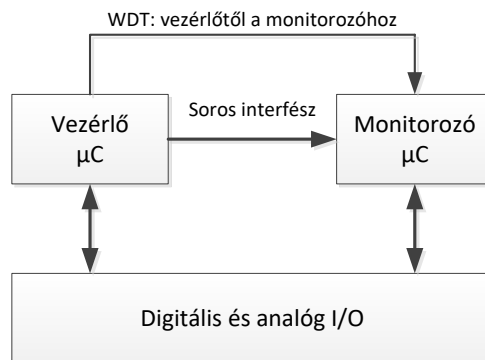 WDT: vezérlőtől a monitorozóhoz
Vezérlő
μC
Soros interfész
Monitorozó
μC
Digitális és analóg I/O